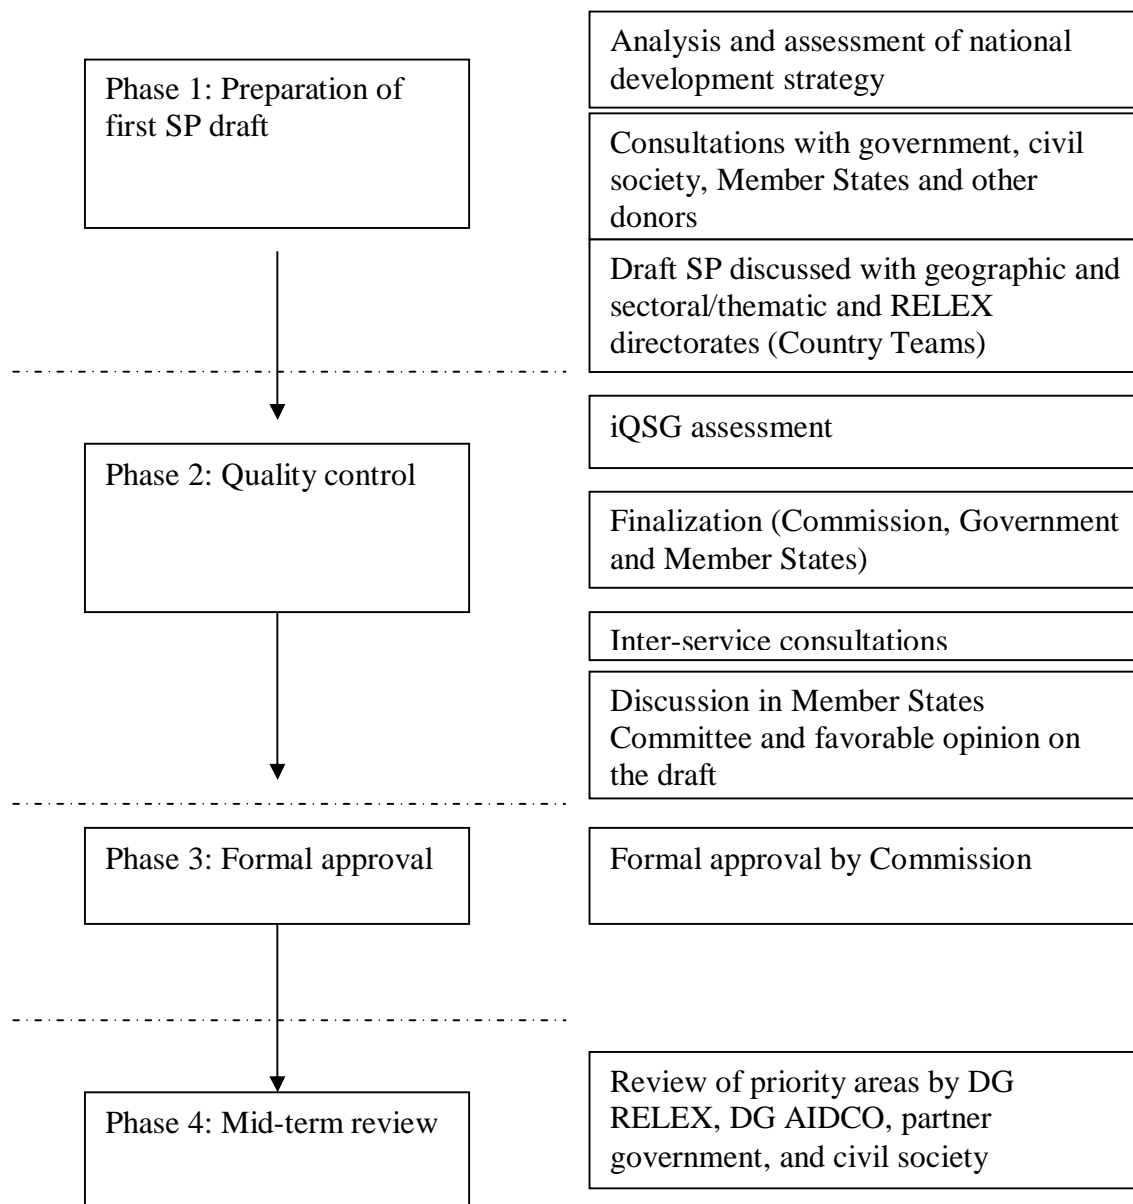 Phase 1: Preparation of
first SP draft
Analysis and assessment of national
development strategy
Consultations with government, civil
society, Member States and other
donors
Draft SP discussed with geographic and
sectoral/thematic and RELEX
directorates (Country Teams)
Phase 2: Quality control
iQSG assessment
Finalization (Commission, Government
and Member States)
Inter-service consultations
Discussion in Member States
Committee and favorable opinion on
the draft
Phase 3: Formal approval
Formal approval by Commission
Phase 4: Mid-term review
Review of priority areas by DG
RELEX, DG AIDCO, partner
government, and civil society